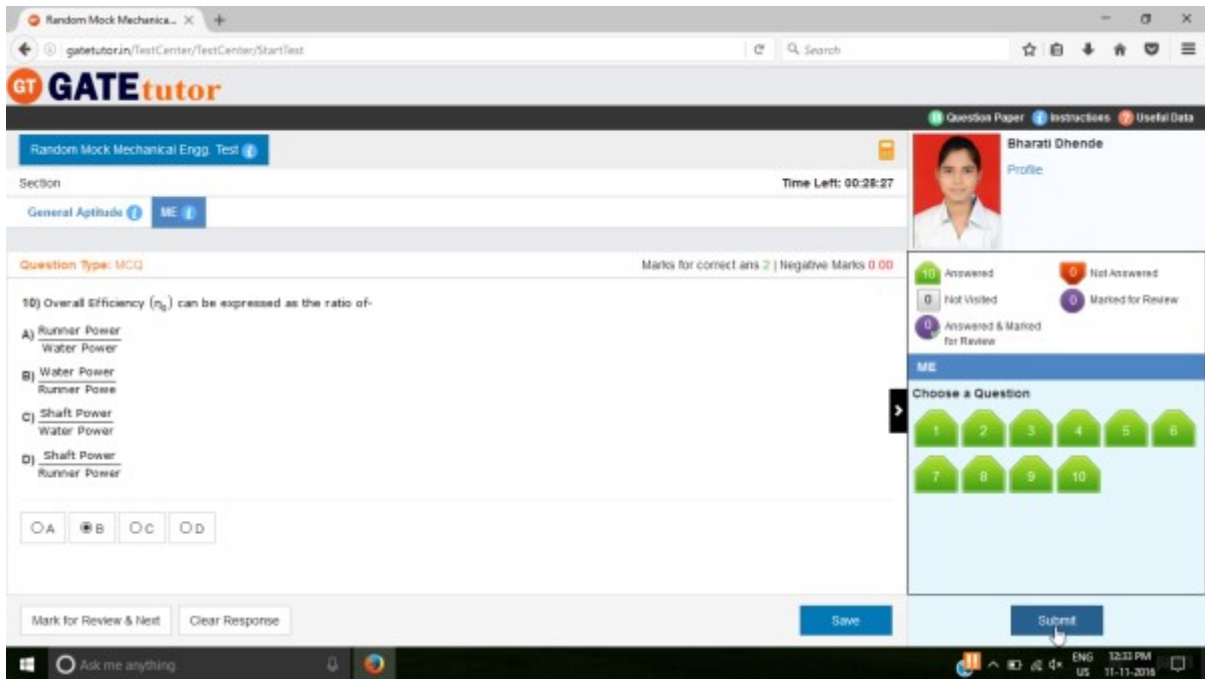 Random Mock Mechanica...
gatetutor.in/TestCenter/TestCenter/StartTest
Search
GT GATEtutor
Question Paper Instructions Useful Data
Random Mock Mechanical Engg. Test
Section
Time Left: 00:28:27
General Aptitude ME
Question Type: MCQ
Marks for correct ans 2 | Negative Marks 0.00
10) Overall Efficiency (η₀) can be expressed as the ratio of-
A) Runner Power
Water Power
B) Water Power
Runner Powe
C) Shaft Power
Water Power
D) Shaft Power
Runner Power
A B C D
Mark for Review & Next Clear Response Save
Bharati Dhende
Profile
10 Answered 0 Not Answered
0 Not Visited 0 Marked for Review
0 Answered & Marked
for Review
ME
Choose a Question
1 2 3 4 5 6
7 8 9 10
Submit
Ask me anything
ENG
US
12:33 PM
11-11-2016